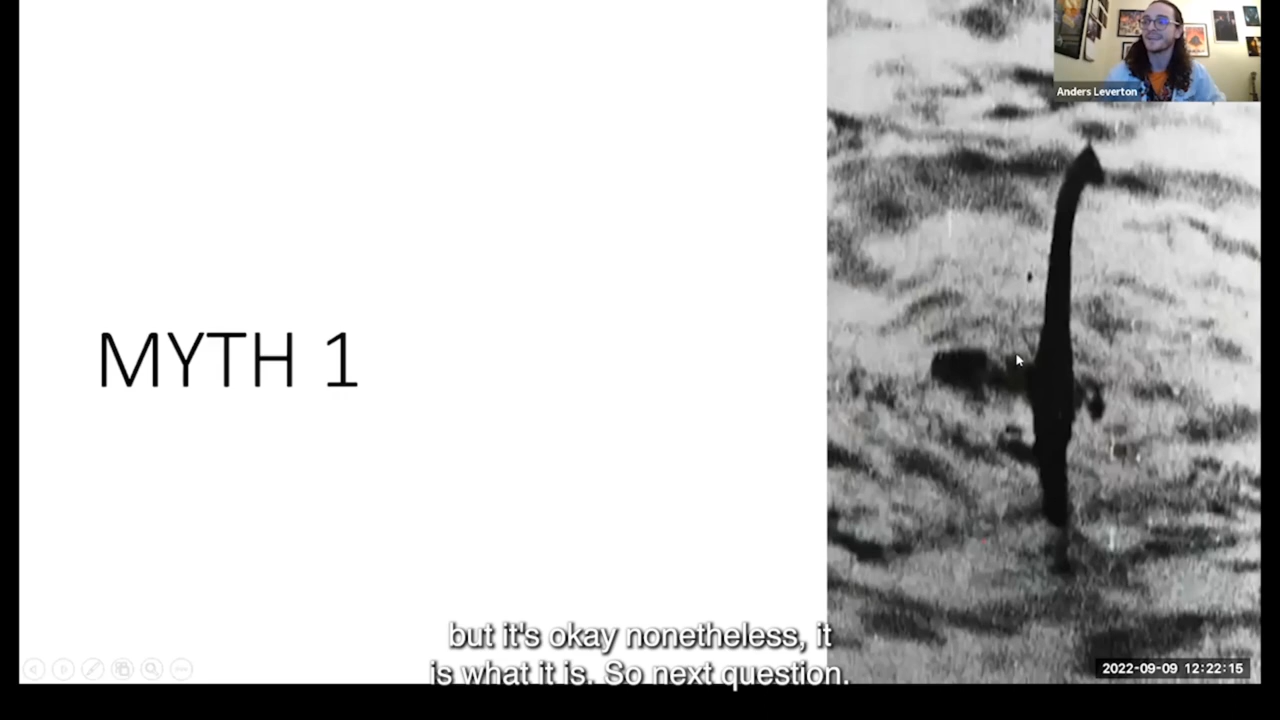 Anders Leverton
MYTH 1
but it's okay nonetheless, it
is what it is. So next question.
2022-09-09 12:22:15